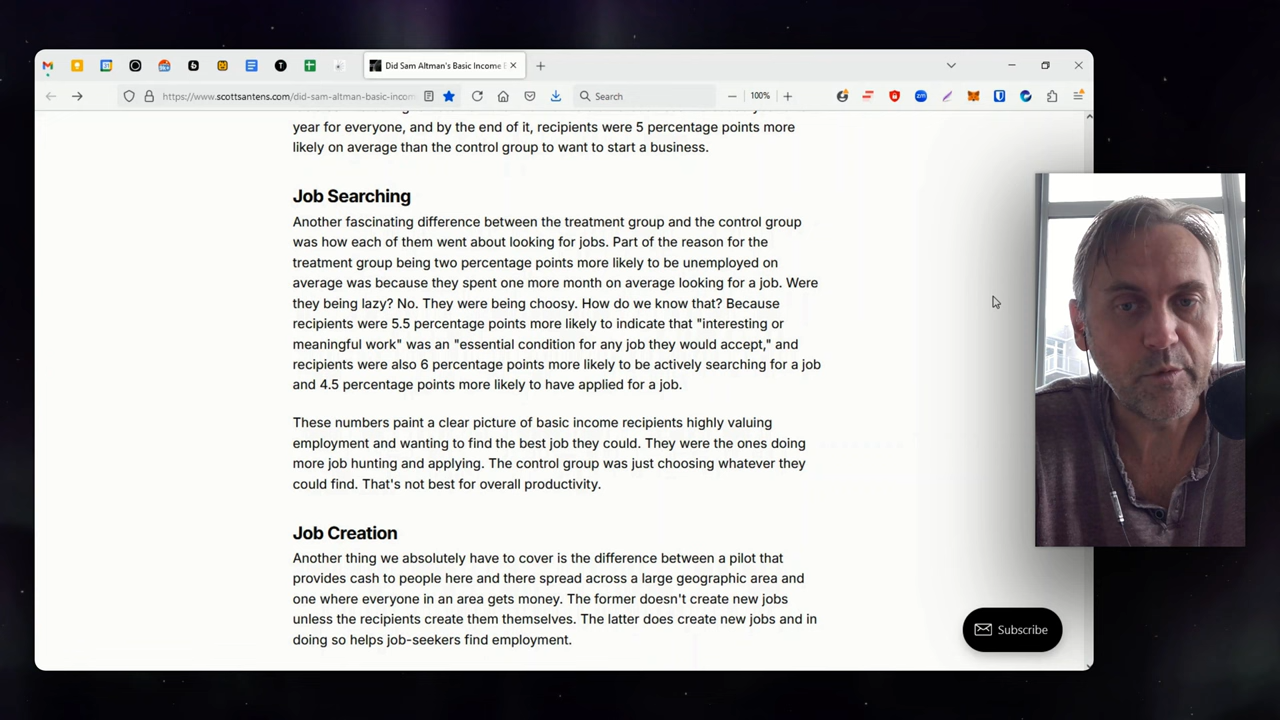 Did Sam Altman's Basic Income
https://www.scottsantens.com/did-sam-altman-basic-incom
Search
100%
year for everyone, and by the end of it, recipients were 5 percentage points more
likely on average than the control group to want to start a business.
Job Searching
Another fascinating difference between the treatment group and the control group
was how each of them went about looking for jobs. Part of the reason for the
treatment group being two percentage points more likely to be unemployed on
average was because they spent one more month on average looking for a job. Were
they being lazy? No. They were being choosy. How do we know that? Because
recipients were 5.5 percentage points more likely to indicate that "interesting or
meaningful work" was an "essential condition for any job they would accept," and
recipients were also 6 percentage points more likely to be actively searching for a job
and 4.5 percentage points more likely to have applied for a job.
These numbers paint a clear picture of basic income recipients highly valuing
employment and wanting to find the best job they could. They were the ones doing
more job hunting and applying. The control group was just choosing whatever they
could find. That's not best for overall productivity.
Job Creation
Another thing we absolutely have to cover is the difference between a pilot that
provides cash to people here and there spread across a large geographic area and
one where everyone in an area gets money. The former doesn't create new jobs
unless the recipients create them themselves. The latter does create new jobs and in
doing so helps job-seekers find employment.
Subscribe